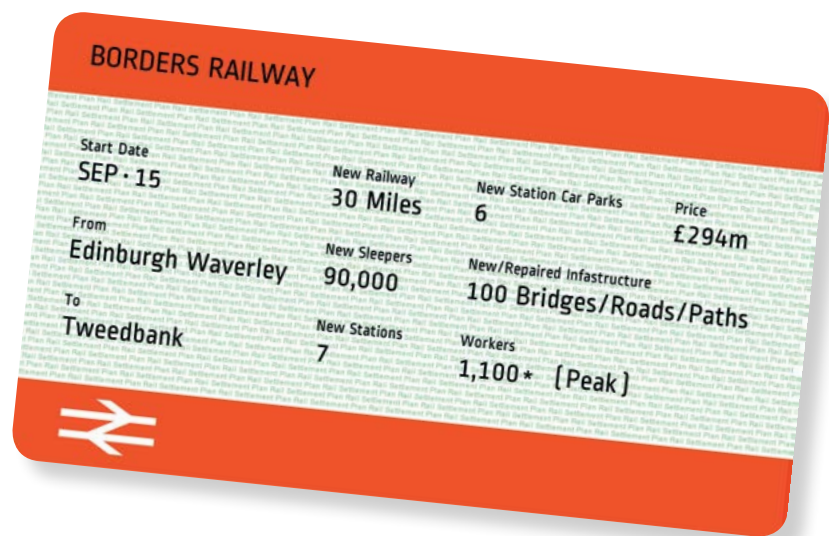 BORDERS RAILWAY
Start Date
SEP·15
From
Edinburgh Waverley
To
Tweedbank
New Railway
30 Miles
New Sleepers
90,000
New Stations
7
New Station Car Parks
6
New/Repaired Infastructure
100 Bridges/Roads/Paths
Workers
1,100* (Peak)
Price
£294m